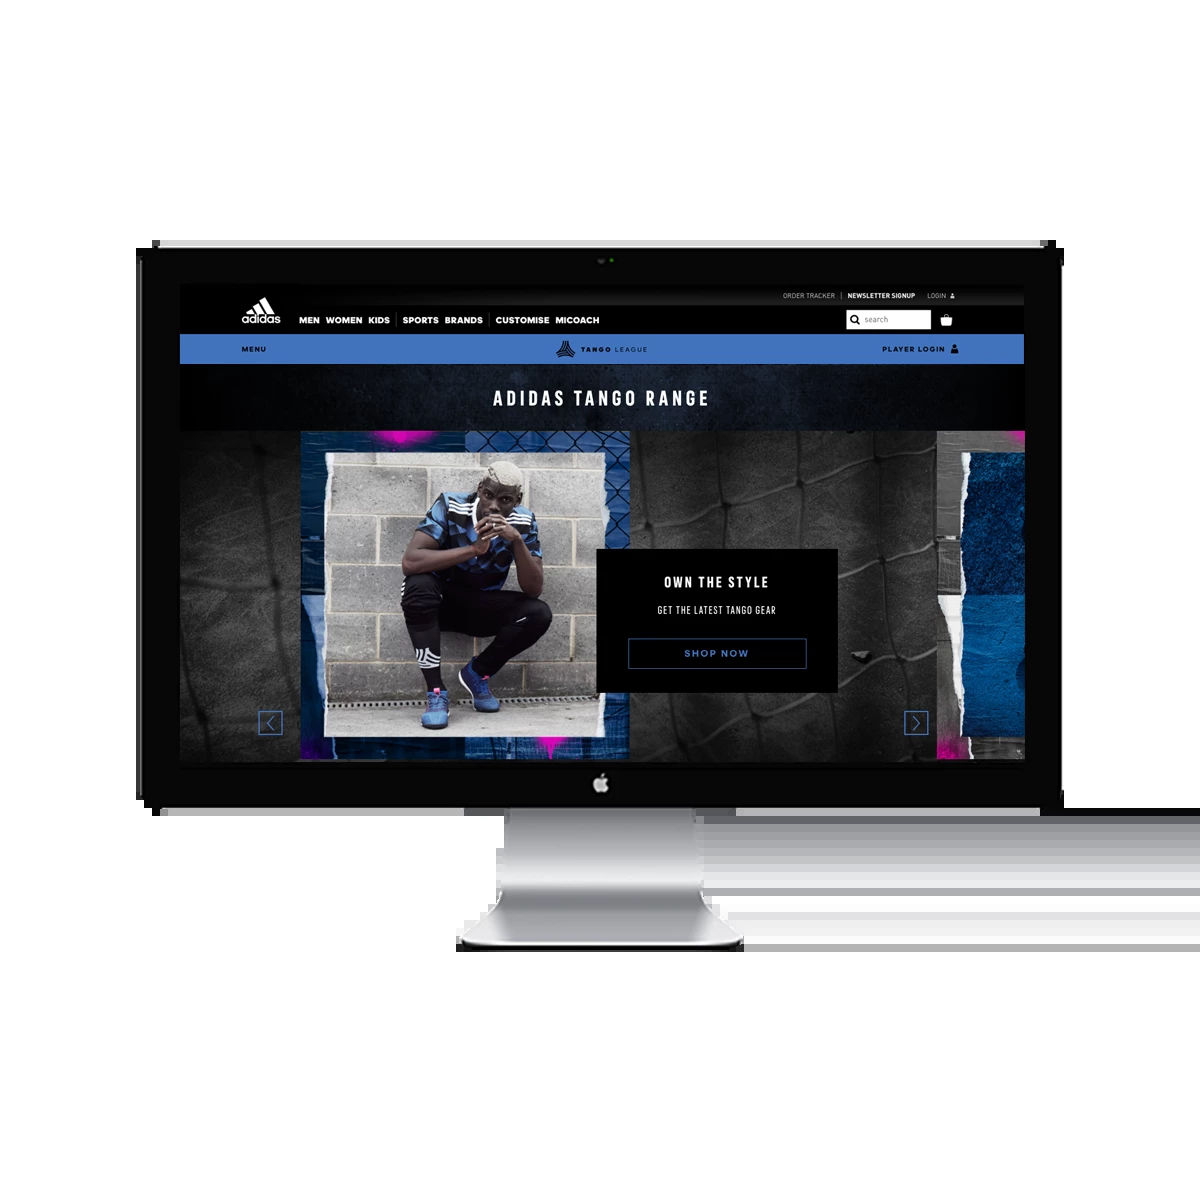 ORDER TRACKER | NEWSLETTER SIGNUP LOGIN
adidas
MEN WOMEN KIDS | SPORTS BRANDS | CUSTOMISE MICOACH
search
MENU
TANGO LEAGUE
PLAYER LOGIN
ADIDAS TANGO RANGE
OWN THE STYLE
GET THE LATEST TANGO GEAR
SHOP NOW